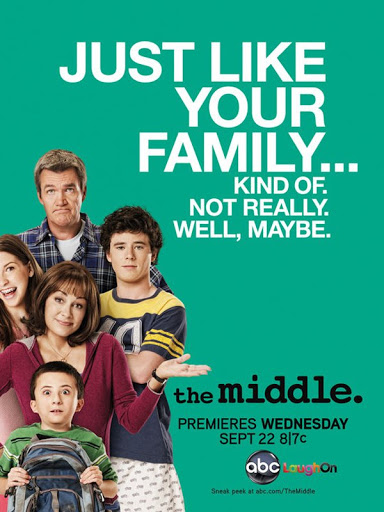 JUST LIKE
YOUR
FAMILY...
KIND OF.
NOT REALLY.
WELL, MAYBE.
the middle.
PREMIERES WEDNESDAY
SEPT 22 8|7c
abc LaughOn
Sneak peek at abc.com/TheMiddle